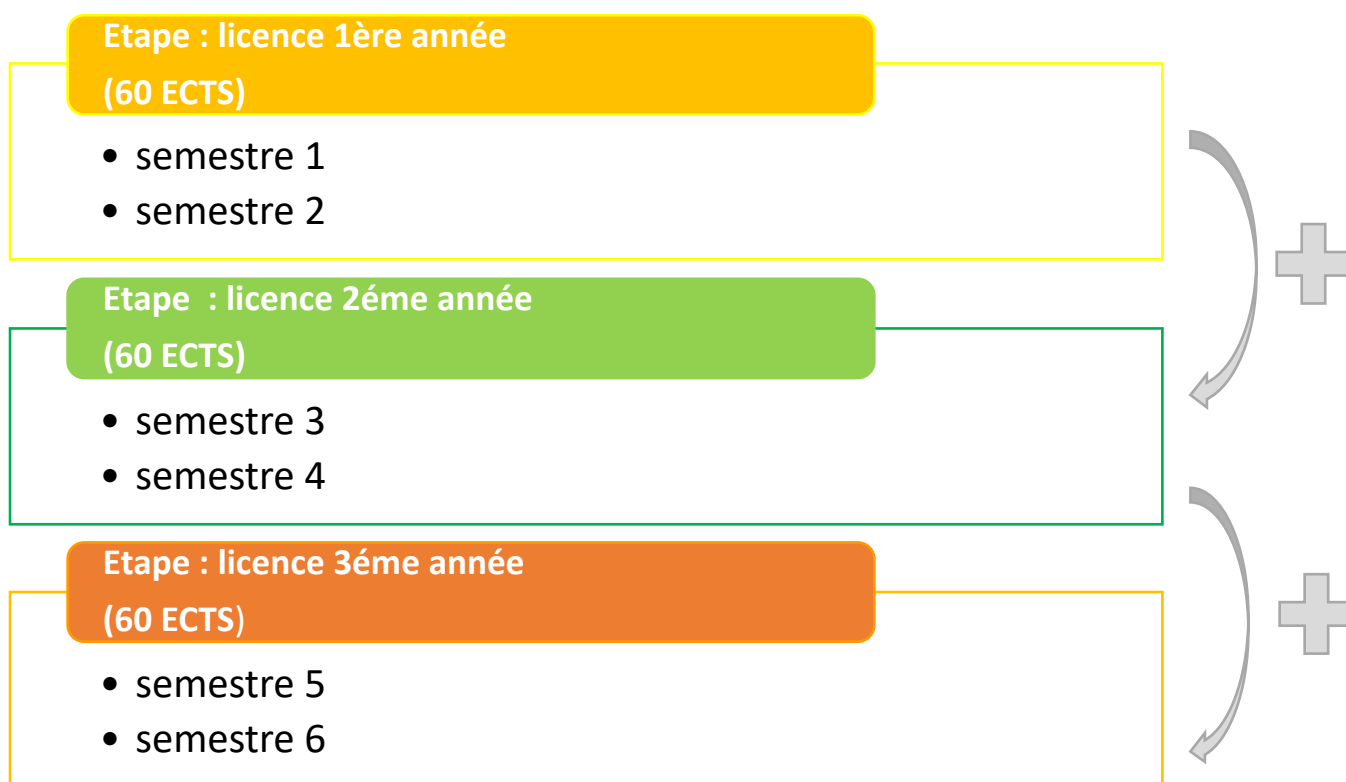 Etape : licence 1ère année
(60 ECTS)
• semestre 1
• semestre 2
Etape  : licence 2éme année
(60 ECTS)
• semestre 3
• semestre 4
Etape : licence 3éme année
(60 ECTS)
• semestre 5
• semestre 6